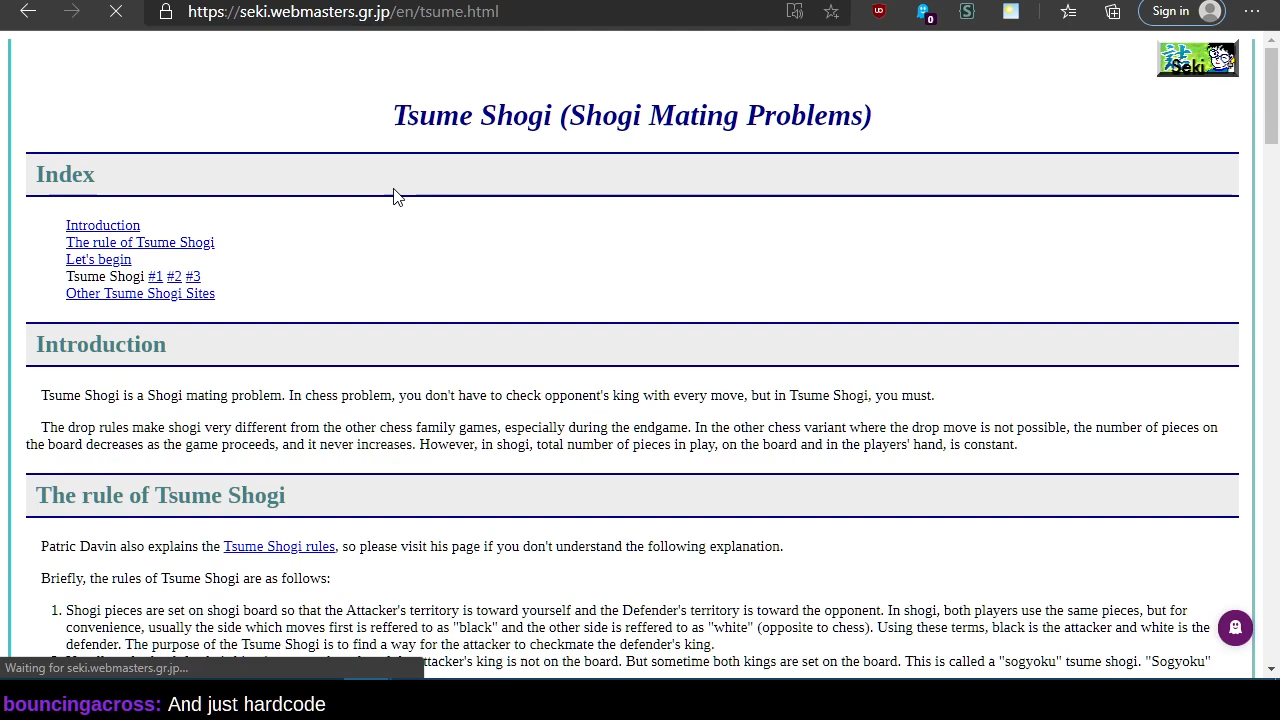 https://seki.webmasters.gr.jp/en/tsume.html
Sign in
0
詰
Seki
Tsume Shogi (Shogi Mating Problems)
Index
Introduction
The rule of Tsume Shogi
Let's begin
Tsume Shogi #1 #2 #3
Other Tsume Shogi Sites
Introduction
Tsume Shogi is a Shogi mating problem. In chess problem, you don't have to check opponent's king with every move, but in Tsume Shogi, you must.
The drop rules make shogi very different from the other chess family games, especially during the endgame. In the other chess variant where the drop move is not possible, the number of pieces on
the board decreases as the game proceeds, and it never increases. However, in shogi, total number of pieces in play, on the board and in the players' hand, is constant.
The rule of Tsume Shogi
Patric Davin also explains the Tsume Shogi rules, so please visit his page if you don't understand the following explanation.
Briefly, the rules of Tsume Shogi are as follows:
1. Shogi pieces are set on shogi board so that the Attacker's territory is toward yourself and the Defender's territory is toward the opponent. In shogi, both players use the same pieces, but for
convenience, usually the side which moves first is reffered to as "black" and the other side is reffered to as "white" (opposite to chess). Using these terms, black is the attacker and white is the
defender. The purpose of the Tsume Shogi is to find a way for the attacker to checkmate the defender's king.
attacker's king is not on the board. But sometime both kings are set on the board. This is called a "sogyoku" tsume shogi. "Sogyoku"
Waiting for seki.webmasters.gr.jp...
bouncingacross: And just hardcode